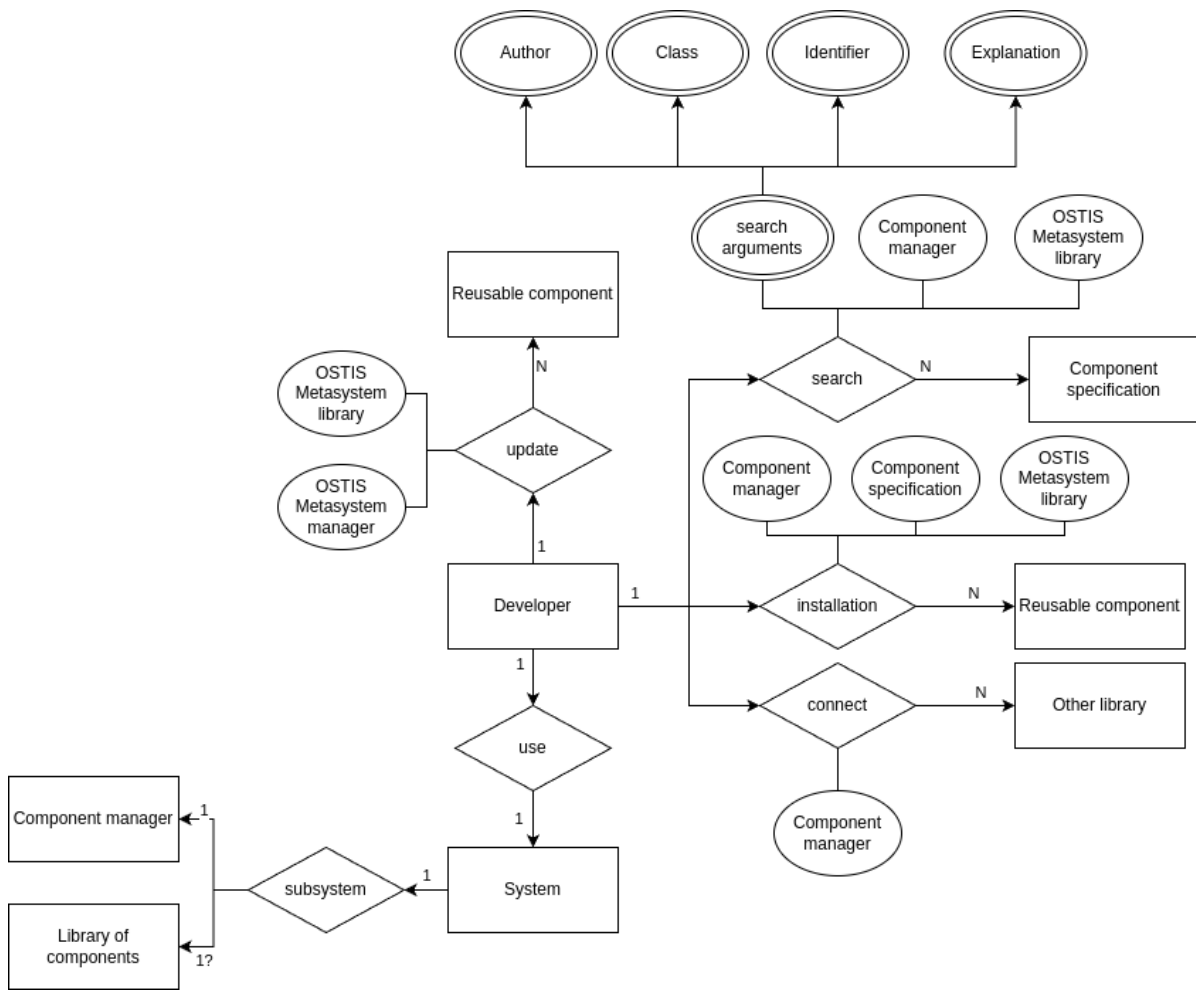 Author
Class
Identifier
Explanation
search
arguments
Component
manager
OSTIS
Metasystem
library
Reusable component
N
OSTIS
Metasystem
library
update
OSTIS
Metasystem
manager
1
search
N
Component
specification
Component
manager
Component
specification
OSTIS
Metasystem
library
Developer
1
installation
N
Reusable component
1
connect
N
Other library
use
1
Component
manager
Component manager
1
subsystem
1
System
Library of
components
1?